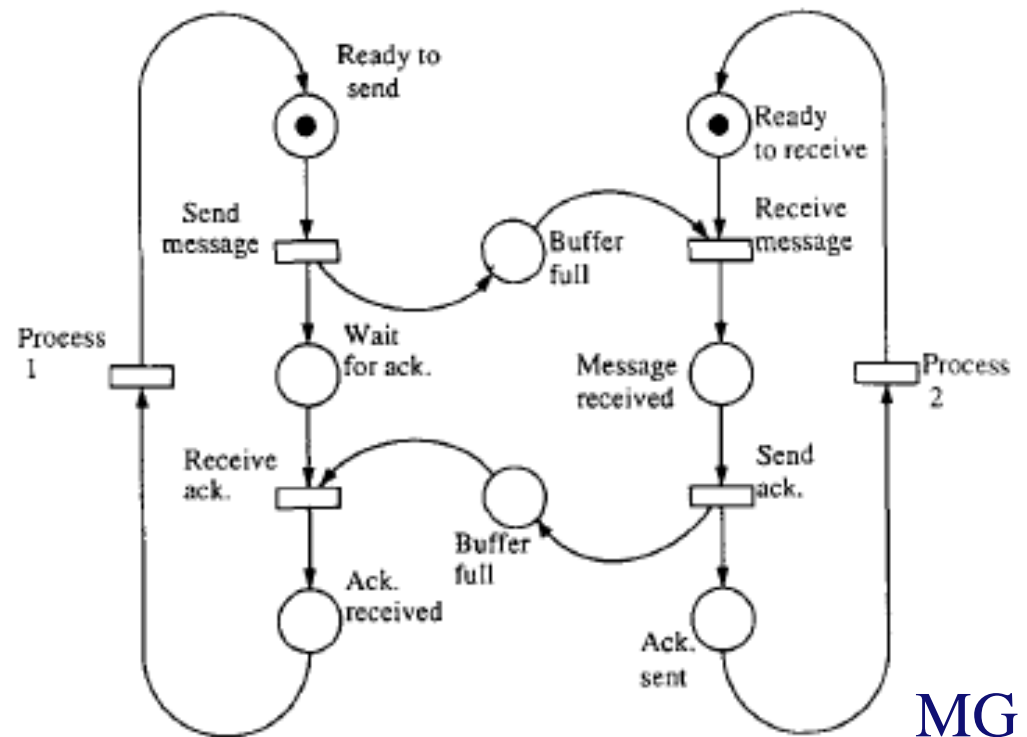 Ready to
send
Ready
to receive
Send
message
Buffer
full
Receive
message
Process
1
Wait
for ack.
Message
received
Process
2
Receive
ack.
Buffer
full
Send
ack.
Ack.
received
Ack.
sent
MG